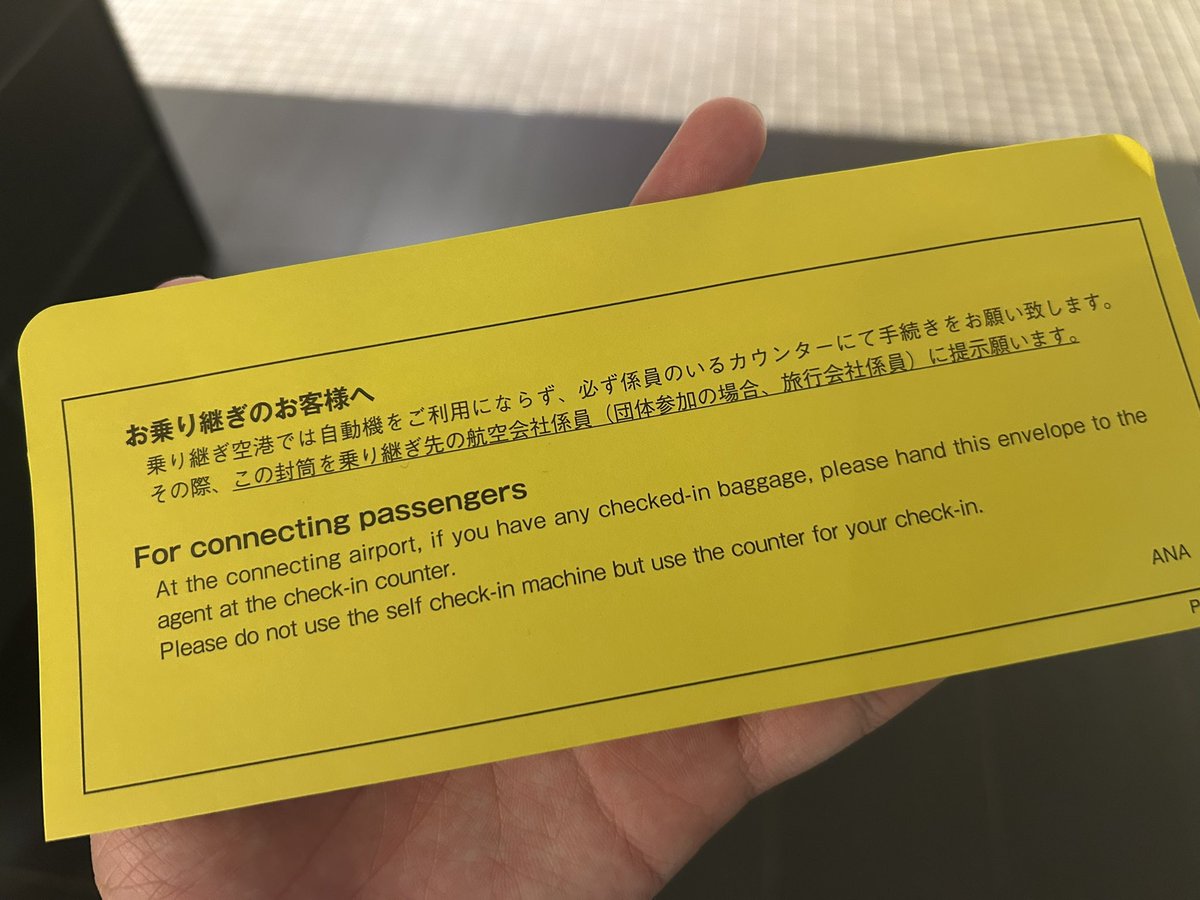 お乗り継ぎのお客様へ
乗り継ぎ空港では自動機をご利用にならず、必ず係員のいるカウンターにて手続きをお願い致します。
その際、この封筒を乗り継ぎ先の航空会社係員（団体参加の場合、旅行会社係員）に提示願います。
For connecting passengers
At the connecting airport, if you have any checked-in baggage, please hand this envelope to the
agent at the check-in counter.
Please do not use the self check-in machine but use the counter for your check-in.
ANA